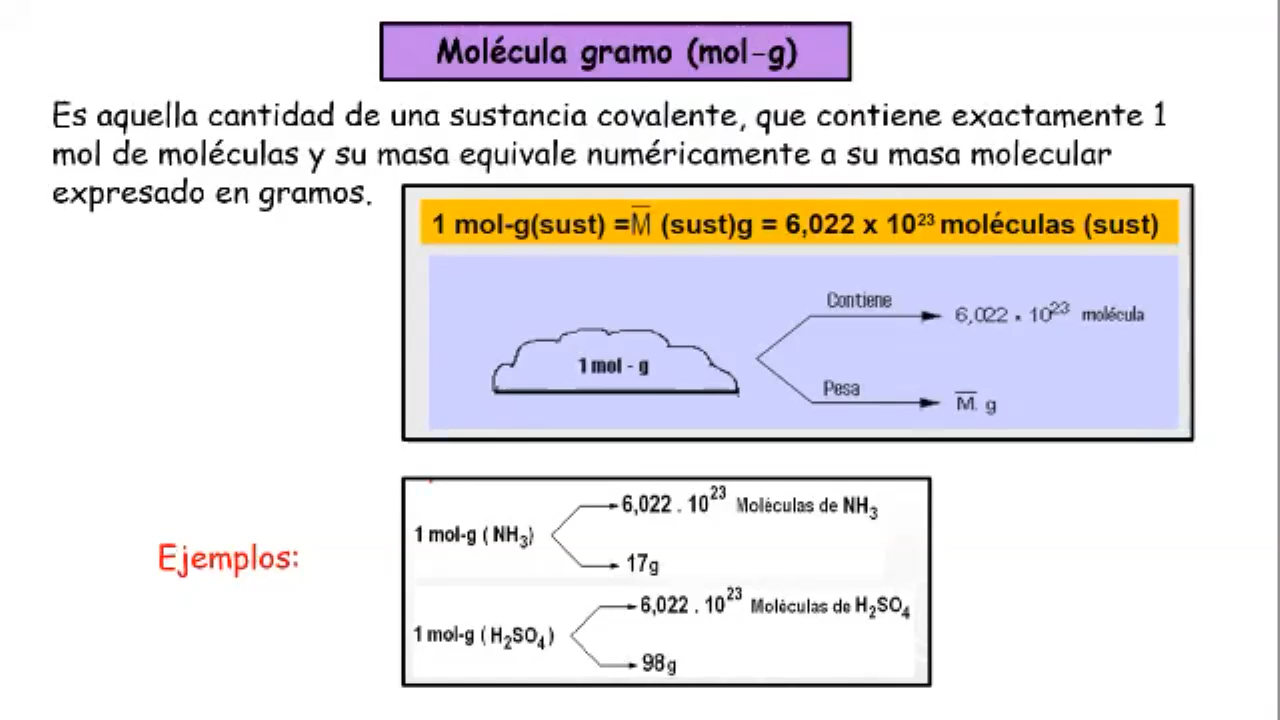 Molécula gramo (mol-g)
Es aquella cantidad de una sustancia covalente, que contiene exactamente 1
mol de moléculas y su masa equivale numéricamente a su masa molecular
expresado en gramos.
1 mol-g(sust) =M̅ (sust)g = 6,022 x 10²³ moléculas (sust)
Contiene
6,022 . 10²³ molécula
1 mol - g
Pesa
M̅. g
Ejemplos:
6,022 . 10²³ Moléculas de NH₃
1 mol-g ( NH₃)
17g
6,022 . 10²³ Moléculas de H₂SO₄
1 mol-g ( H₂SO₄)
98g